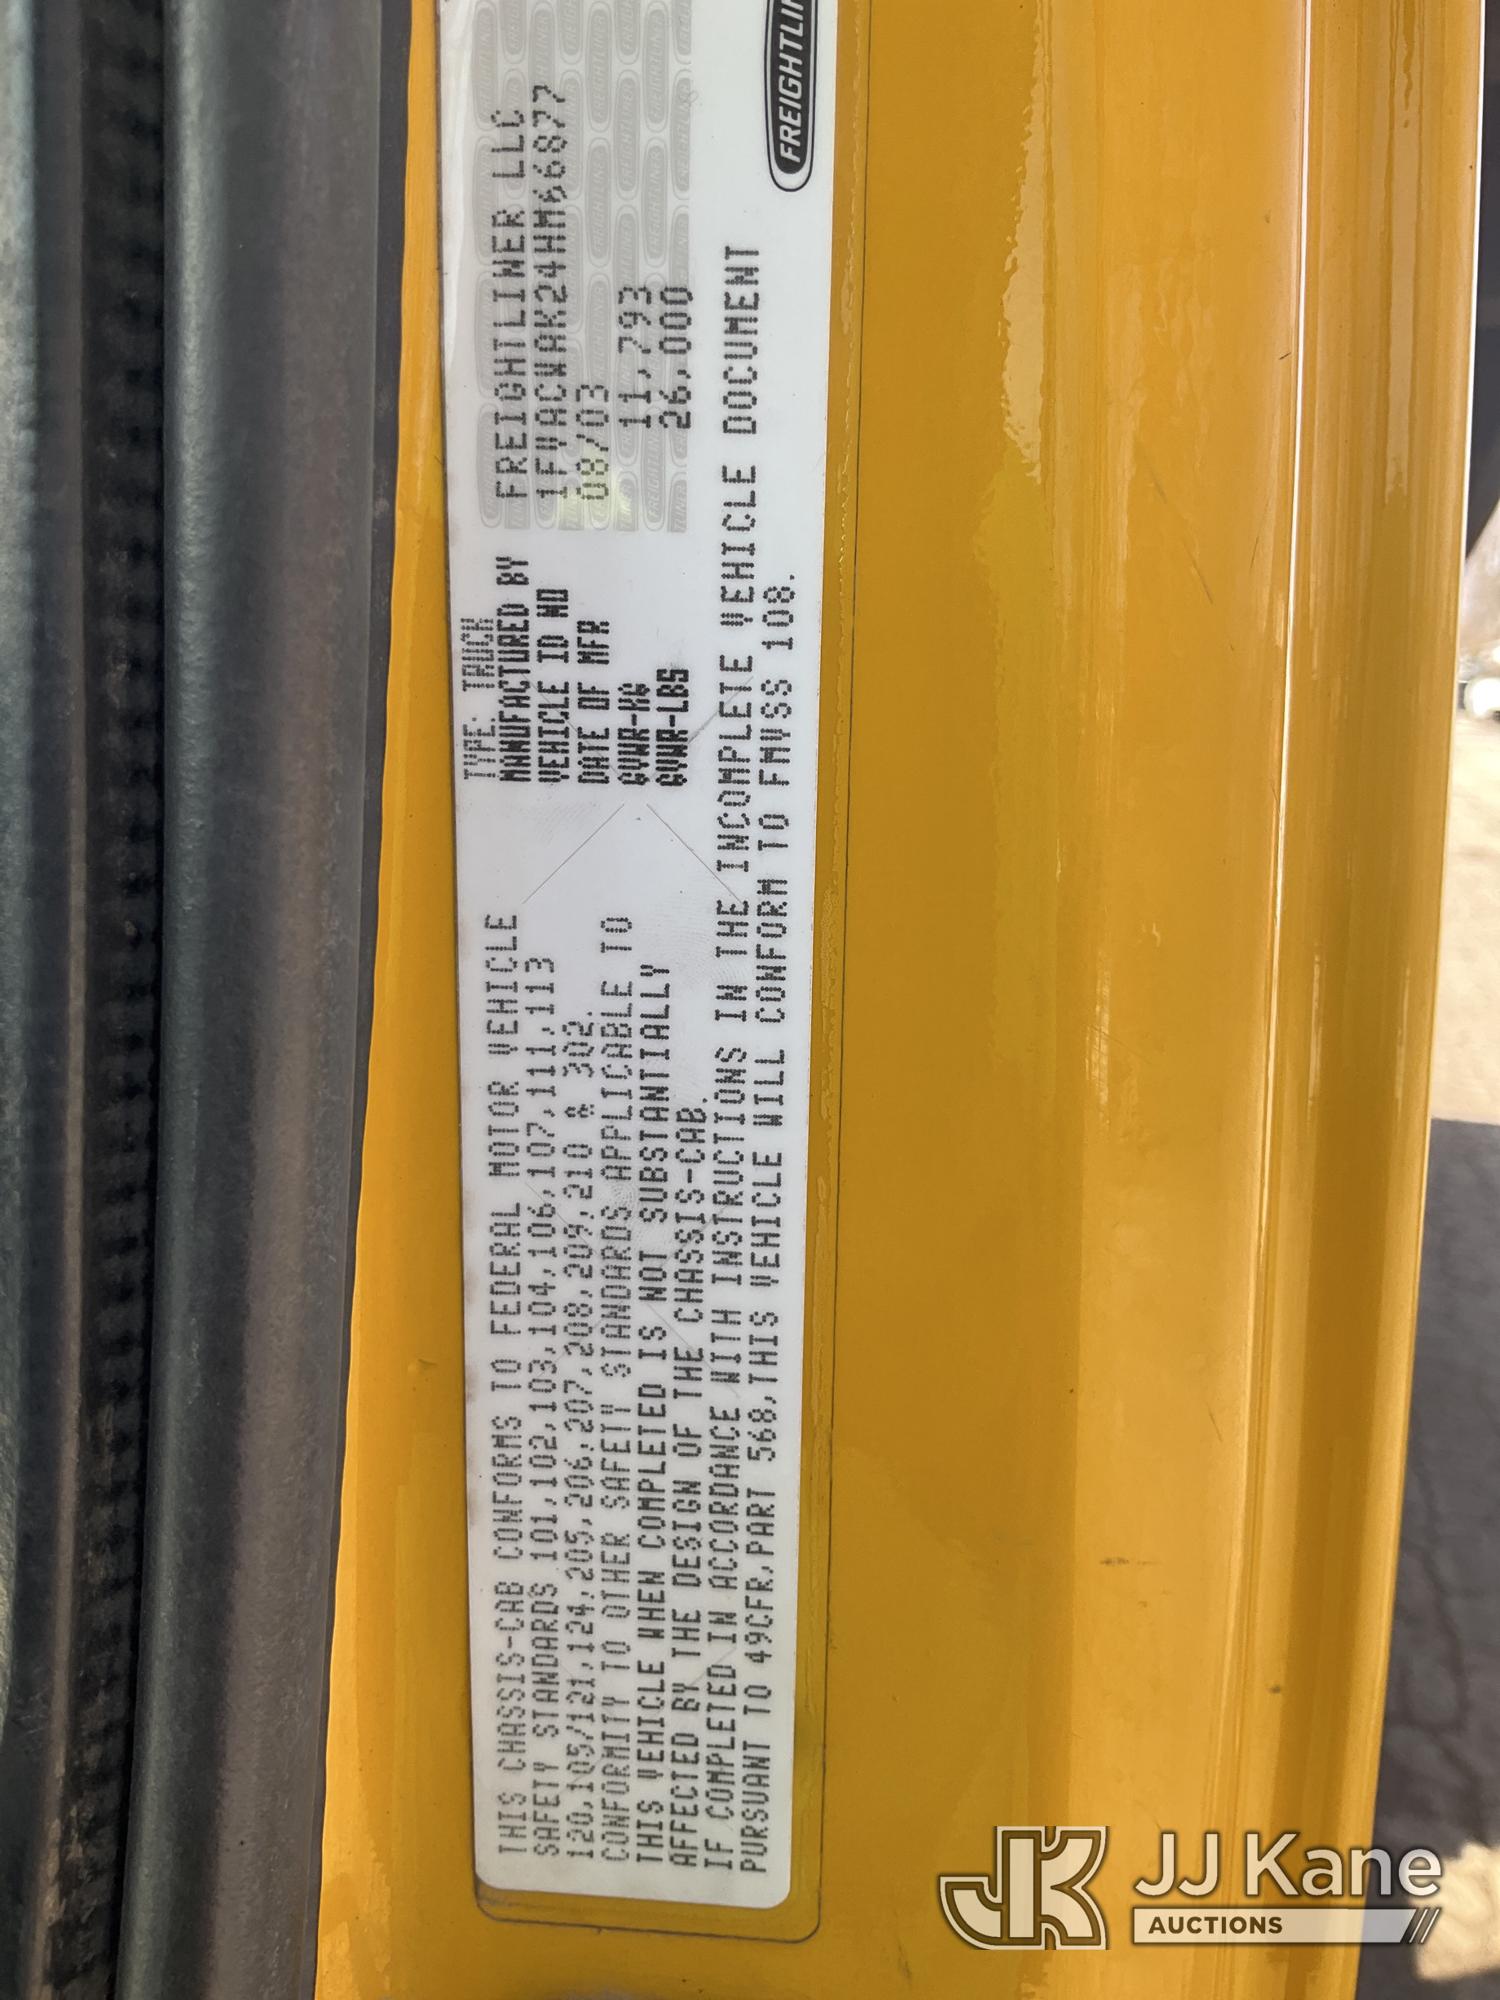 THIS CHASSIS-CAB CONFORMS TO FEDERAL MOTOR VEHICLE
SAFETY STANDARDS 101,102,103,104,106,107,111,113
120,105/121,124,205,206,207,208,209,210 & 302.
CONFORMITY TO OTHER SAFETY STANDARDS APPLICABLE TO
THIS VEHICLE WHEN COMPLETED IS NOT SUBSTANTIALLY
AFFECTED BY THE DESIGN OF THE CHASSIS-CAB.
IF COMPLETED IN ACCORDANCE WITH INSTRUCTIONS IN THE INCOMPLETE VEHICLE DOCUMENT
PURSUANT TO 49CFR,PART 568,THIS VEHICLE WILL CONFORM TO FMVSS 108.
TYPE: TRUCK
MANUFACTURED BY FREIGHTLINER LLC
VEHICLE ID NO 1FVACWAK24HM66877
DATE OF MFR 08/03
GVWR-KG 11,793
GVWR-LBS 26,000
JK JJ Kane
AUCTIONS